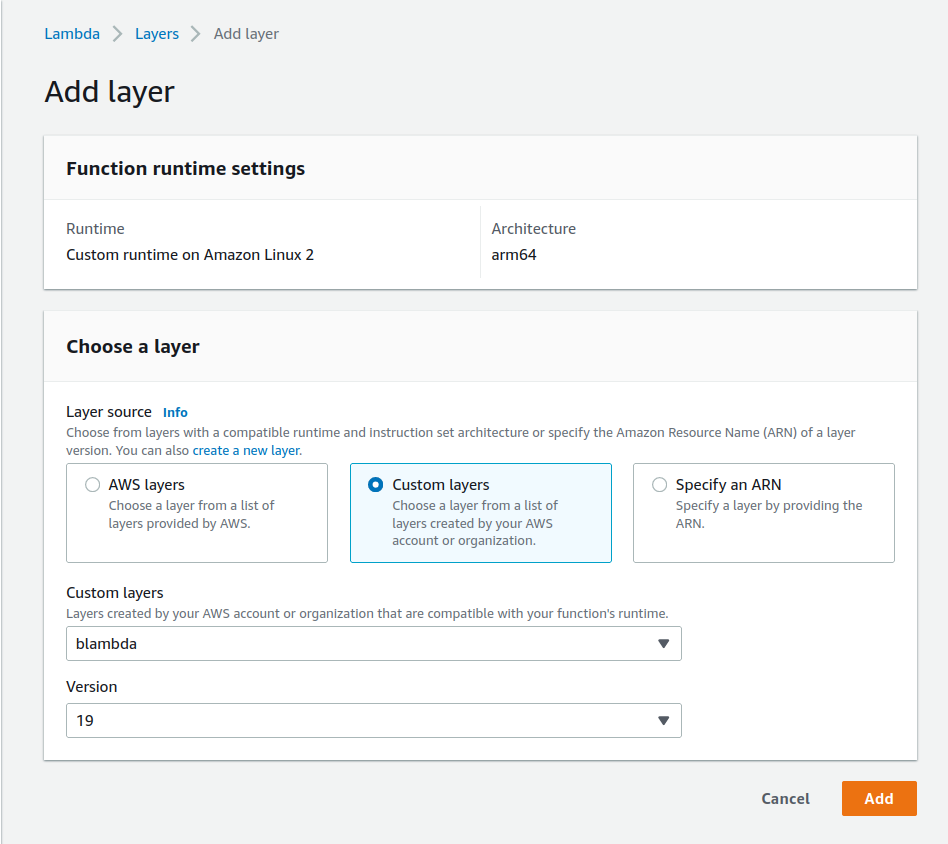 Lambda > Layers > Add layer
Add layer
Function runtime settings
Runtime
Custom runtime on Amazon Linux 2
Architecture
arm64
Choose a layer
Layer source Info
Choose from layers with a compatible runtime and instruction set architecture or specify the Amazon Resource Name (ARN) of a layer
version. You can also create a new layer.
AWS layers
Choose a layer from a list of
layers provided by AWS.
Custom layers
Choose a layer from a list of
layers created by your AWS
account or organization.
Specify an ARN
Specify a layer by providing the
ARN.
Custom layers
Layers created by your AWS account or organization that are compatible with your function's runtime.
blambda
Version
19
Cancel
Add